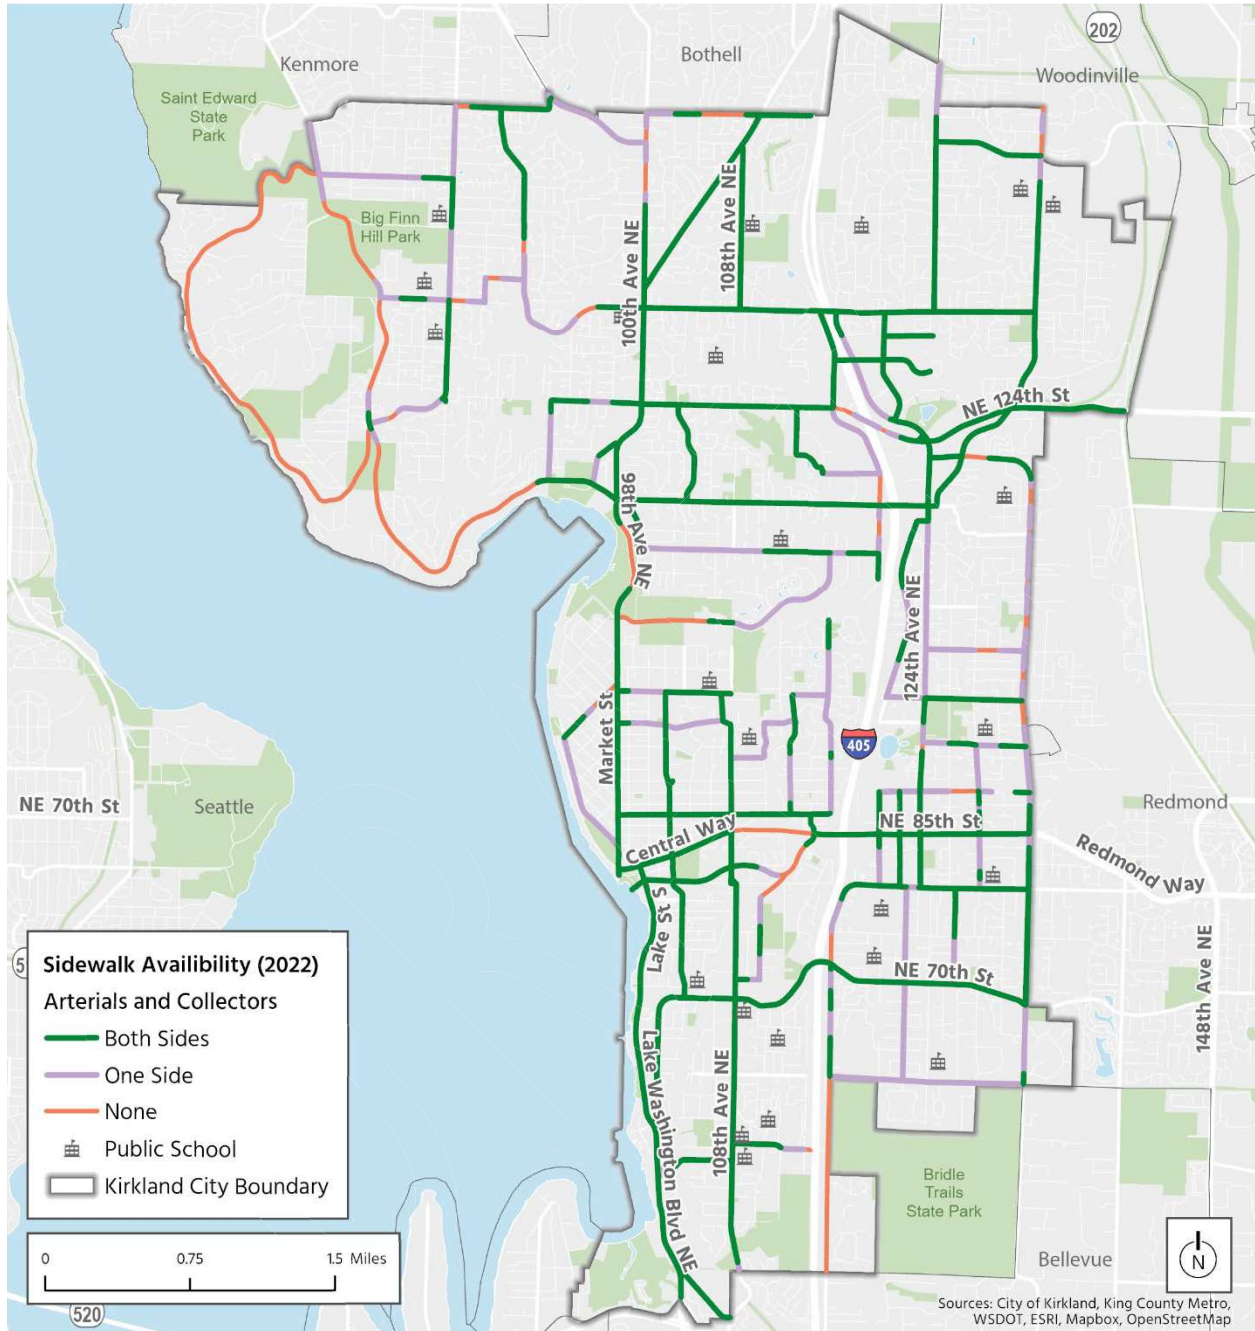 202
Bothell
Kenmore
Woodinville
Saint Edward
State
Park
Big Finn
Hill Park
100th Ave NE
108th Ave NE
NE 124th St
98th Ave NE
124th Ave NE
Market St
405
NE 70th St
Seattle
Redmond
NE 85th St
Central Way
Redmond Way
Lake St S
NE 70th St
148th Ave NE
Lake Washington Blvd NE
108th Ave NE
Bridle
Trails
State Park
Bellevue
Sidewalk Availibility (2022)
Arterials and Collectors
Both Sides
One Side
None
Public School
Kirkland City Boundary
0 0.75 1.5 Miles
520
N
Sources: City of Kirkland, King County Metro,
WSDOT, ESRI, Mapbox, OpenStreetMap